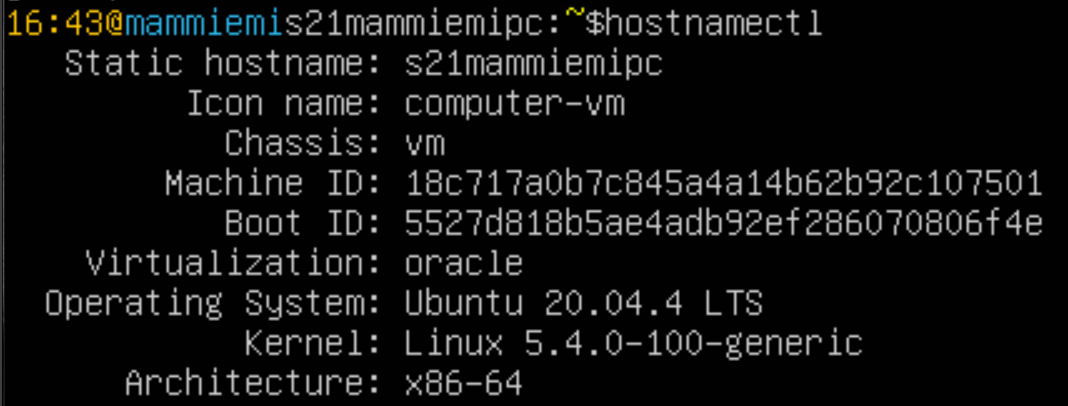 16:43@mammiemis21mammiemipc:~$hostnamectl
Static hostname: s21mammiemipc
Icon name: computer-vm
Chassis: vm
Machine ID: 18c717a0b7c845a4a14b62b92c107501
Boot ID: 5527d818b5ae4adb92ef286070806f4e
Virtualization: oracle
Operating System: Ubuntu 20.04.4 LTS
Kernel: Linux 5.4.0-100-generic
Architecture: x86-64